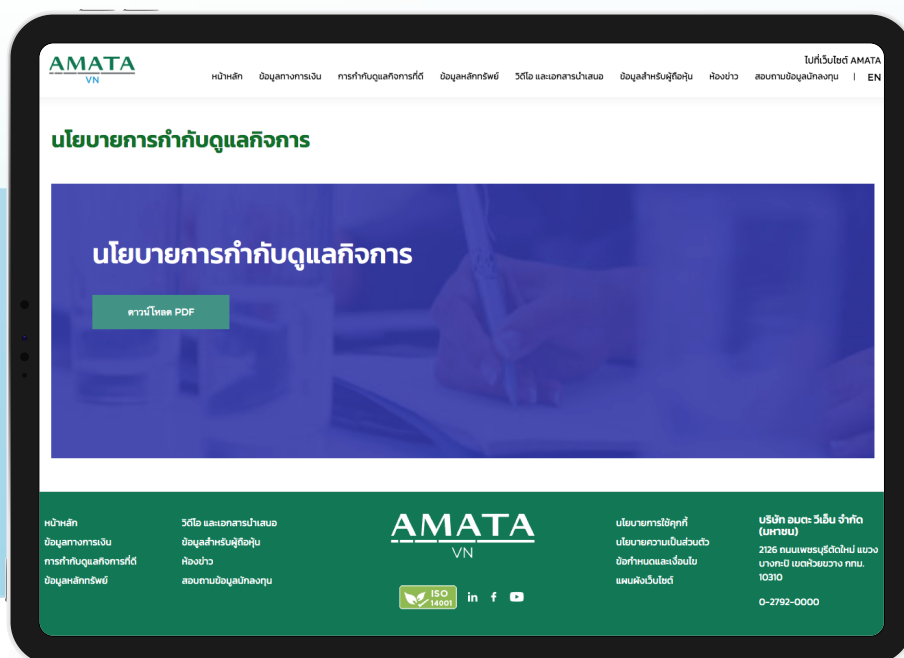 AMATA
VN
ไปที่เว็บไซต์ AMATA
หน้าหลัก ข้อมูลทางการเงิน การกำกับดูแลกิจการที่ดี ข้อมูลหลักทรัพย์ วิดีโอ และเอกสารนำเสนอ ข้อมูลสำหรับผู้ถือหุ้น ห้องข่าว สอบถามข้อมูลนักลงทุน | EN
นโยบายการกำกับดูแลกิจการ
นโยบายการกำกับดูแลกิจการ
ดาวน์โหลด PDF
หน้าหลัก
ข้อมูลทางการเงิน
การกำกับดูแลกิจการที่ดี
ข้อมูลหลักทรัพย์
วิดีโอ และเอกสารนำเสนอ
ข้อมูลสำหรับผู้ถือหุ้น
ห้องข่าว
สอบถามข้อมูลนักลงทุน
AMATA
VN
ISO
14001
in f
นโยบายการใช้คุกกี้
นโยบายความเป็นส่วนตัว
ข้อกำหนดและเงื่อนไข
แผนผังเว็บไซต์
บริษัท อมตะ วีเอ็น จำกัด
(มหาชน)
2126 ถนนเพชรบุรีตัดใหม่ แขวง
บางกะปิ เขตห้วยขวาง กทม.
10310
0-2792-0000